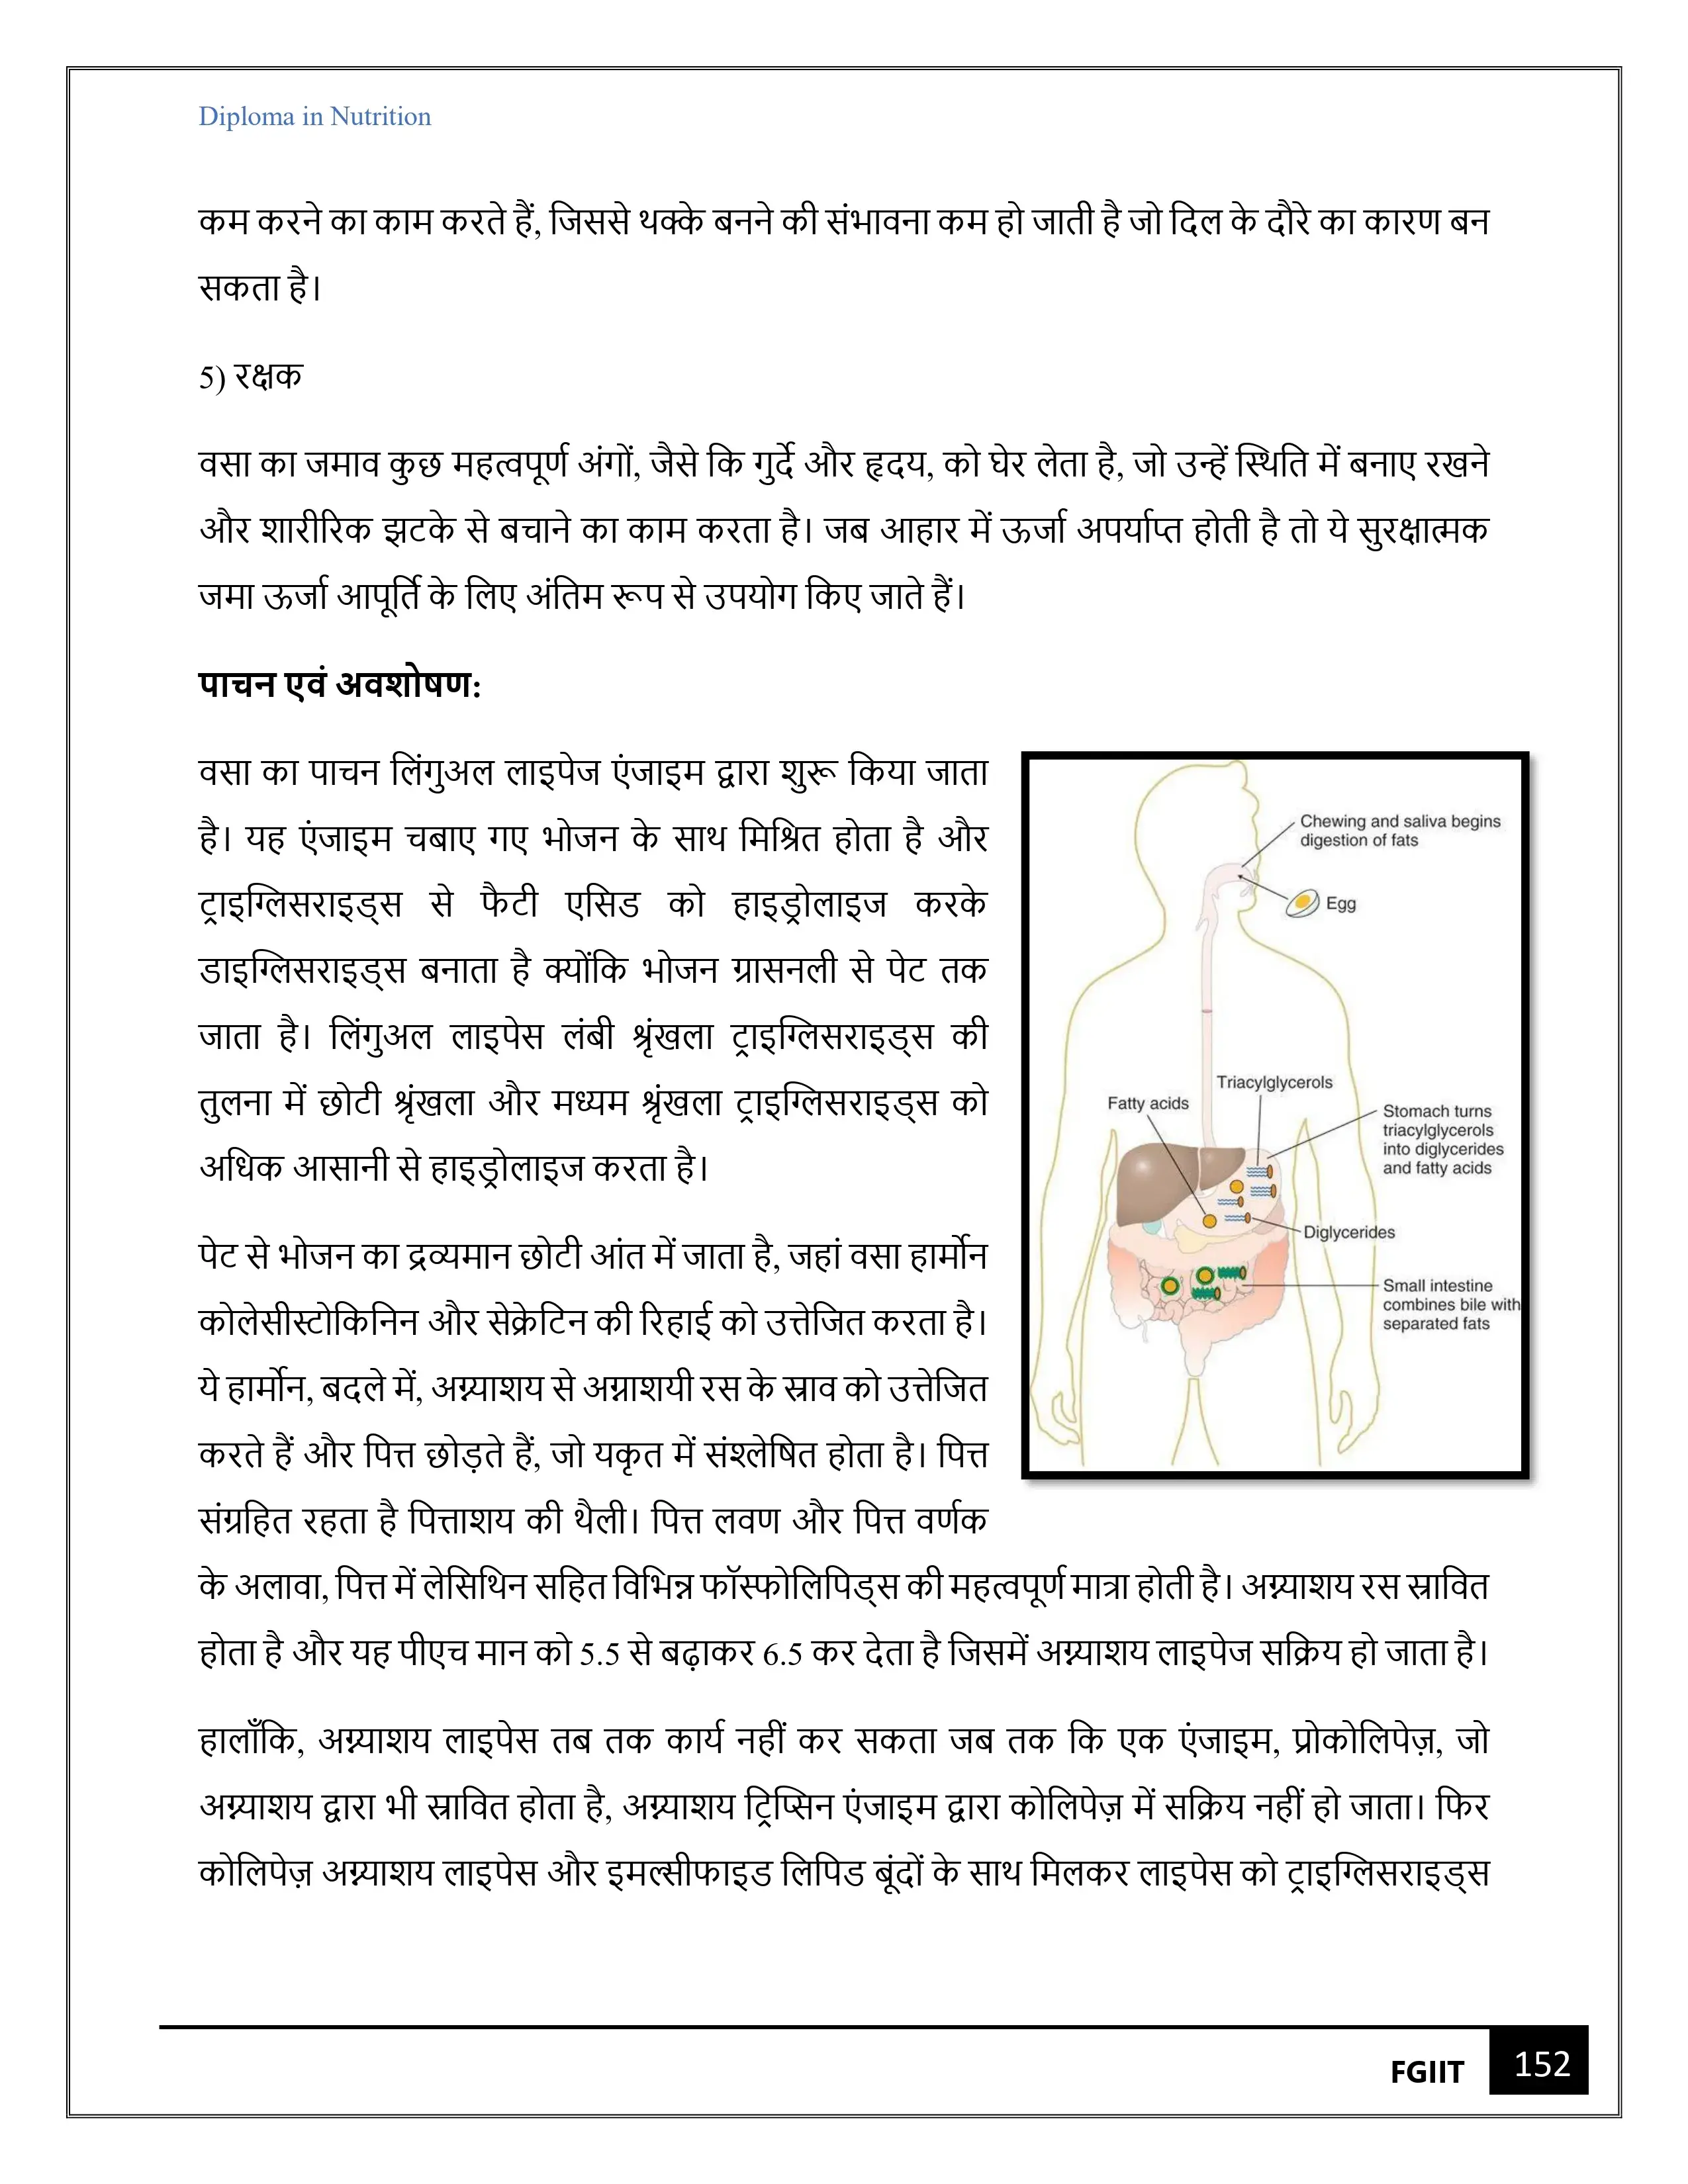 Diploma in Nutrition
कम करने का काम करते हैं, जिससे थक्के बनने की संभावना कम हो जाती है जो दिल के दौरे का कारण बन
सकता है।
5) रक्षक
वसा का जमाव कुछ महत्वपूर्ण अंगों, जैसे कि गुर्दे और हृदय, को घेर लेता है, जो उन्हें स्थिति में बनाए रखने
और शारीरिक झटके से बचाने का काम करता है। जब आहार में ऊर्जा अपर्याप्त होती है तो ये सुरक्षात्मक
जमा ऊर्जा आपूर्ति के लिए अंतिम रूप से उपयोग किए जाते हैं।
पाचन एवं अवशोषण:
वसा का पाचन लिंगुअल लाइपेज एंजाइम द्वारा शुरू किया जाता
है। यह एंजाइम चबाए गए भोजन के साथ मिश्रित होता है और
ट्राइग्लिसराइड्स से फैटी एसिड को हाइड्रोलाइज करके
डाइग्लिसराइड्स बनाता है क्योंकि भोजन ग्रासनली से पेट तक
जाता है। लिंगुअल लाइपेस लंबी श्रृंखला ट्राइग्लिसराइड्स की
तुलना में छोटी श्रृंखला और मध्यम श्रृंखला ट्राइग्लिसराइड्स को
अधिक आसानी से हाइड्रोलाइज करता है।
Chewing and saliva begins
digestion of fats
Egg
Triacylglycerols
Fatty acids
Stomach turns
triacylglycerols
into diglycerides
and fatty acids
Diglycerides
Small intestine
combines bile with
separated fats
पेट से भोजन का द्रव्यमान छोटी आंत में जाता है, जहां वसा हार्मोन
कोलेसीस्टोकिनिन और सेक्रेटिन की रिहाई को उत्तेजित करता है।
ये हार्मोन, बदले में, अग्न्याशय से अग्नाशयी रस के स्राव को उत्तेजित
करते हैं और पित्त छोड़ते हैं, जो यकृत में संश्लेषित होता है। पित्त
संग्रहित रहता है पित्ताशय की थैली। पित्त लवण और पित्त वर्णक
के अलावा, पित्त में लेसिथिन सहित विभिन्न फॉस्फोलिपिड्स की महत्वपूर्ण मात्रा होती है। अग्न्याशय रस स्रावित
होता है और यह पीएच मान को 5.5 से बढ़ाकर 6.5 कर देता है जिसमें अग्न्याशय लाइपेज सक्रिय हो जाता है।
हालाँकि, अग्न्याशय लाइपेस तब तक कार्य नहीं कर सकता जब तक कि एक एंजाइम, प्रोकोलिपेज़, जो
अग्न्याशय द्वारा भी स्रावित होता है, अग्न्याशय ट्रिप्सिन एंजाइम द्वारा कोलिपेज़ में सक्रिय नहीं हो जाता। फिर
कोलिपेज़ अग्न्याशय लाइपेस और इमल्सीफाइड लिपिड बूंदों के साथ मिलकर लाइपेस को ट्राइग्लिसराइड्स
FGIIT 152